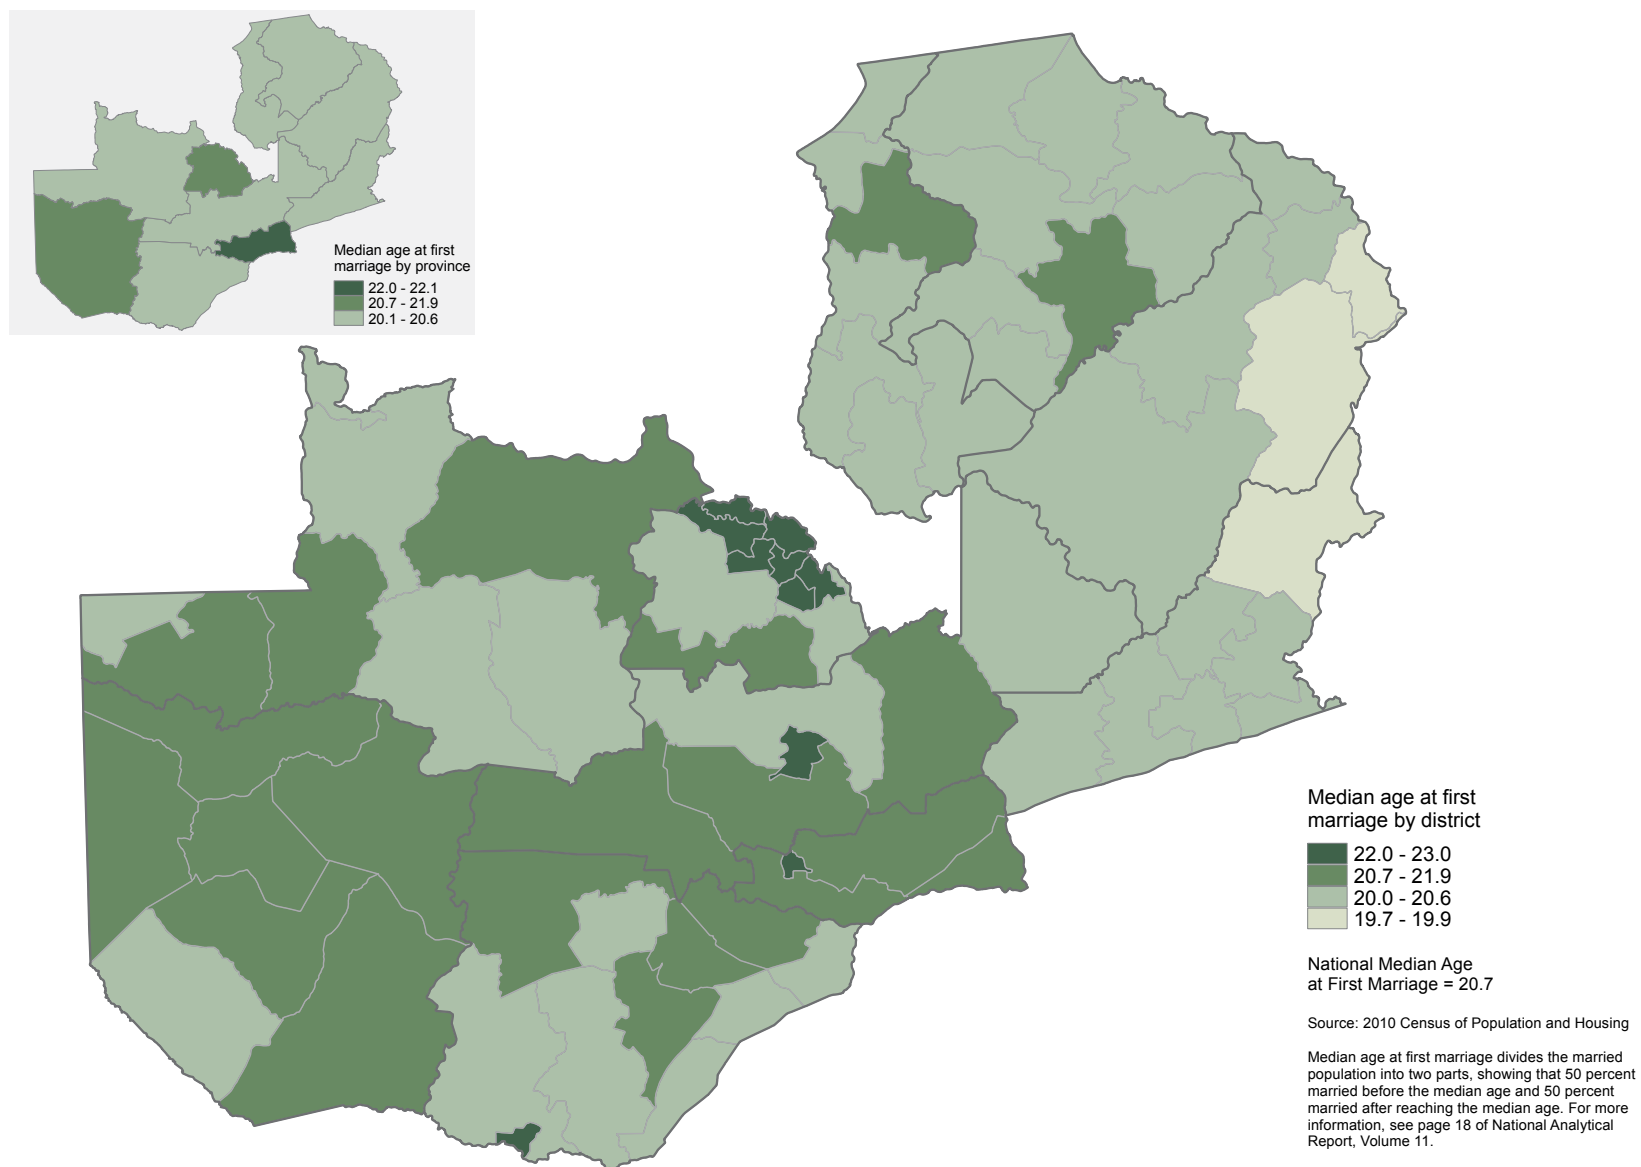 Median age at first
marriage by province
22.0 - 22.1
20.7 - 21.9
20.1 - 20.6
Median age at first
marriage by district
22.0 - 23.0
20.7 - 21.9
20.0 - 20.6
19.7 - 19.9
National Median Age
at First Marriage = 20.7
Source: 2010 Census of Population and Housing
Median age at first marriage divides the married
population into two parts, showing that 50 percent
married before the median age and 50 percent
married after reaching the median age. For more
information, see page 18 of National Analytical
Report, Volume 11.